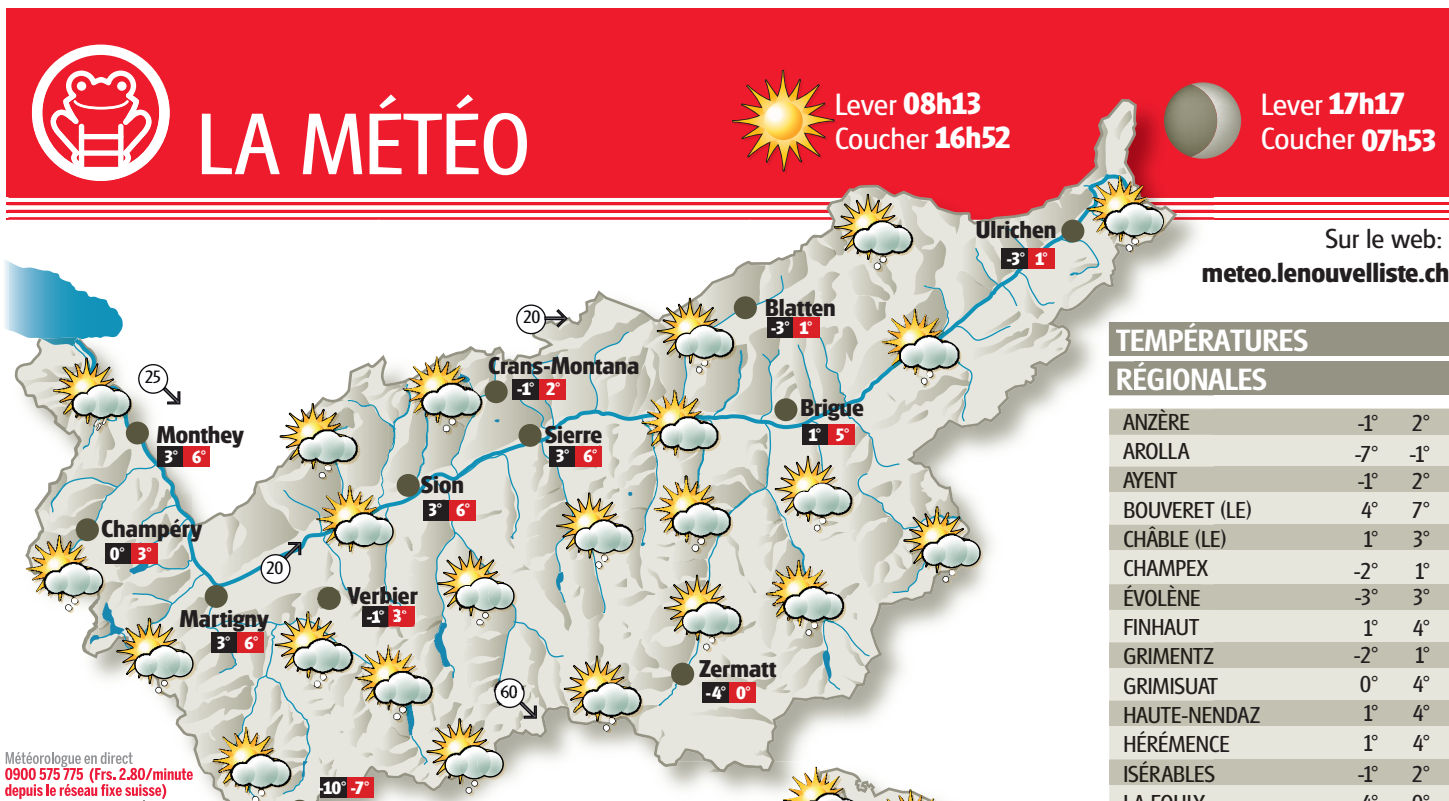 LA MÉTÉO
Lever 08h13
Coucher 16h52
Lever 17h17
Coucher 07h53
Sur le web:
meteo.lenouvelliste.ch
Ulrichen
-3° 1°
Blatten
-3° 1°
20
Crans-Montana
-1° 2°
25
Brigue
1° 5°
Monthey
3° 6°
Sierre
3° 6°
Sion
3° 6°
Champéry
0° 3°
20
Verbier
-1° 3°
Martigny
3° 6°
Zermatt
-4° 0°
60
-10° -7°
Météorologue en direct
0900 575 775 (Frs. 2.80/minute
depuis le réseau fixe suisse)
TEMPÉRATURES
RÉGIONALES
ANZÈRE -1° 2°
AROLLA -7° -1°
AYENT -1° 2°
BOUVERET (LE) 4° 7°
CHÂBLE (LE) 1° 3°
CHAMPEX -2° 1°
ÉVOLÈNE -3° 3°
FINHAUT 1° 4°
GRIMENTZ -2° 1°
GRIMISUAT 0° 4°
HAUTE-NENDAZ 1° 4°
HÉRÉMENCE 1° 4°
ISÉRABLES -1° 2°
LA FOULY -4° 0°